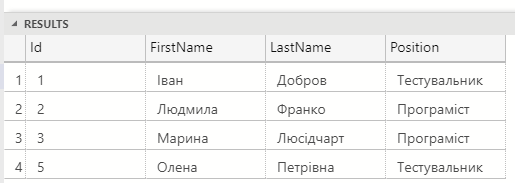 RESULTS
Id FirstName LastName Position
1 1 Іван Добров Тестувальник
2 2 Людмила Франко Програміст
3 3 Марина Люсідчарт Програміст
4 5 Олена Петрівна Тестувальник